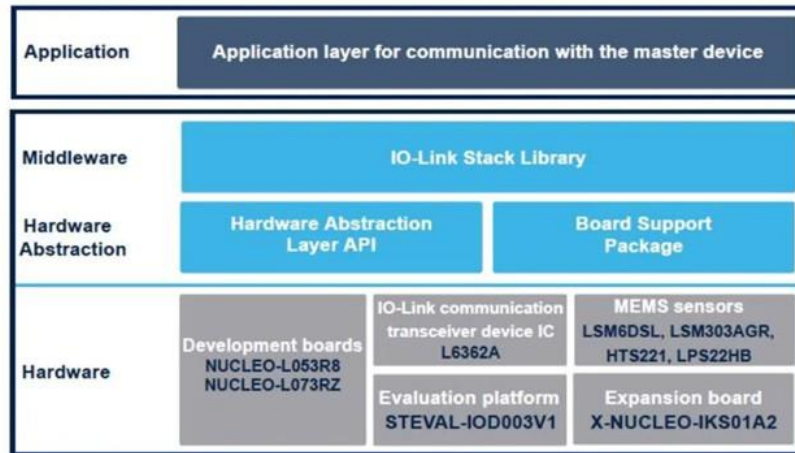 Application
Application layer for communication with the master device
Middleware
IO-Link Stack Library
Hardware
Abstraction
Hardware Abstraction
Layer API
Board Support
Package
Hardware
Development boards
NUCLEO-L053R8
NUCLEO-L073RZ
IO-Link communication
transceiver device IC
L6362A
MEMS sensors
LSM6DSL, LSM303AGR,
HTS221, LPS22HB
Evaluation platform
STEVAL-IOD003V1
Expansion board
X-NUCLEO-IKS01A2